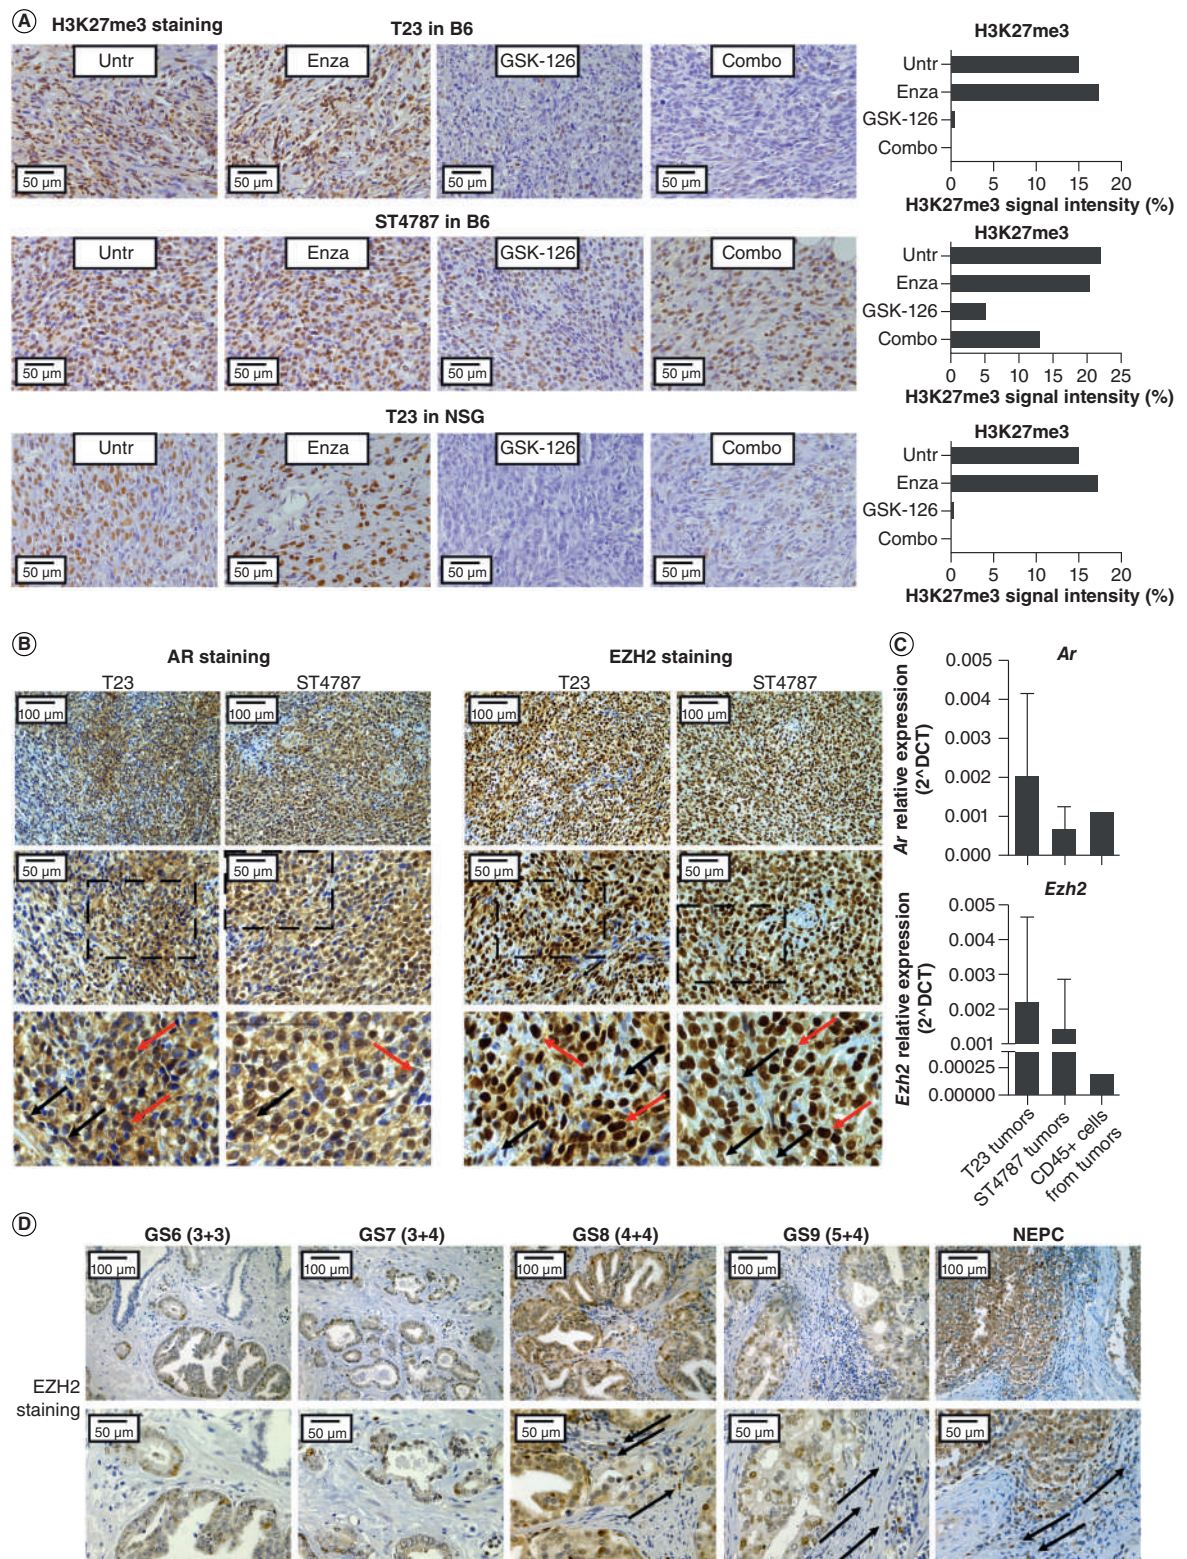 A H3K27me3 staining
T23 in B6
Untr
Enza
GSK-126
Combo
50 µm
50 µm
50 µm
50 µm
H3K27me3
Untr
Enza
GSK-126
Combo
0 5 10 15 20
H3K27me3 signal intensity (%)
ST4787 in B6
Untr
Enza
GSK-126
Combo
50 µm
50 µm
50 µm
50 µm
H3K27me3
Untr
Enza
GSK-126
Combo
0 5 10 15 20 25
H3K27me3 signal intensity (%)
T23 in NSG
Untr
Enza
GSK-126
Combo
50 µm
50 µm
50 µm
50 µm
H3K27me3
Untr
Enza
GSK-126
Combo
0 5 10 15 20
H3K27me3 signal intensity (%)
B
AR staining
T23
ST4787
100 µm
100 µm
50 µm
50 µm
EZH2 staining
T23
ST4787
100 µm
100 µm
50 µm
50 µm
C
Ar
Ar relative expression
(2^DCT)
0.005
0.004
0.003
0.002
0.001
0.000
Ezh2
Ezh2 relative expression
(2^DCT)
0.005
0.004
0.003
0.002
0.001
0.00025
0.00000
T23 tumors
ST4787 tumors
CD45+ cells
from tumors
D
GS6 (3+3)
GS7 (3+4)
GS8 (4+4)
GS9 (5+4)
NEPC
100 µm
100 µm
100 µm
100 µm
100 µm
EZH2
staining
50 µm
50 µm
50 µm
50 µm
50 µm